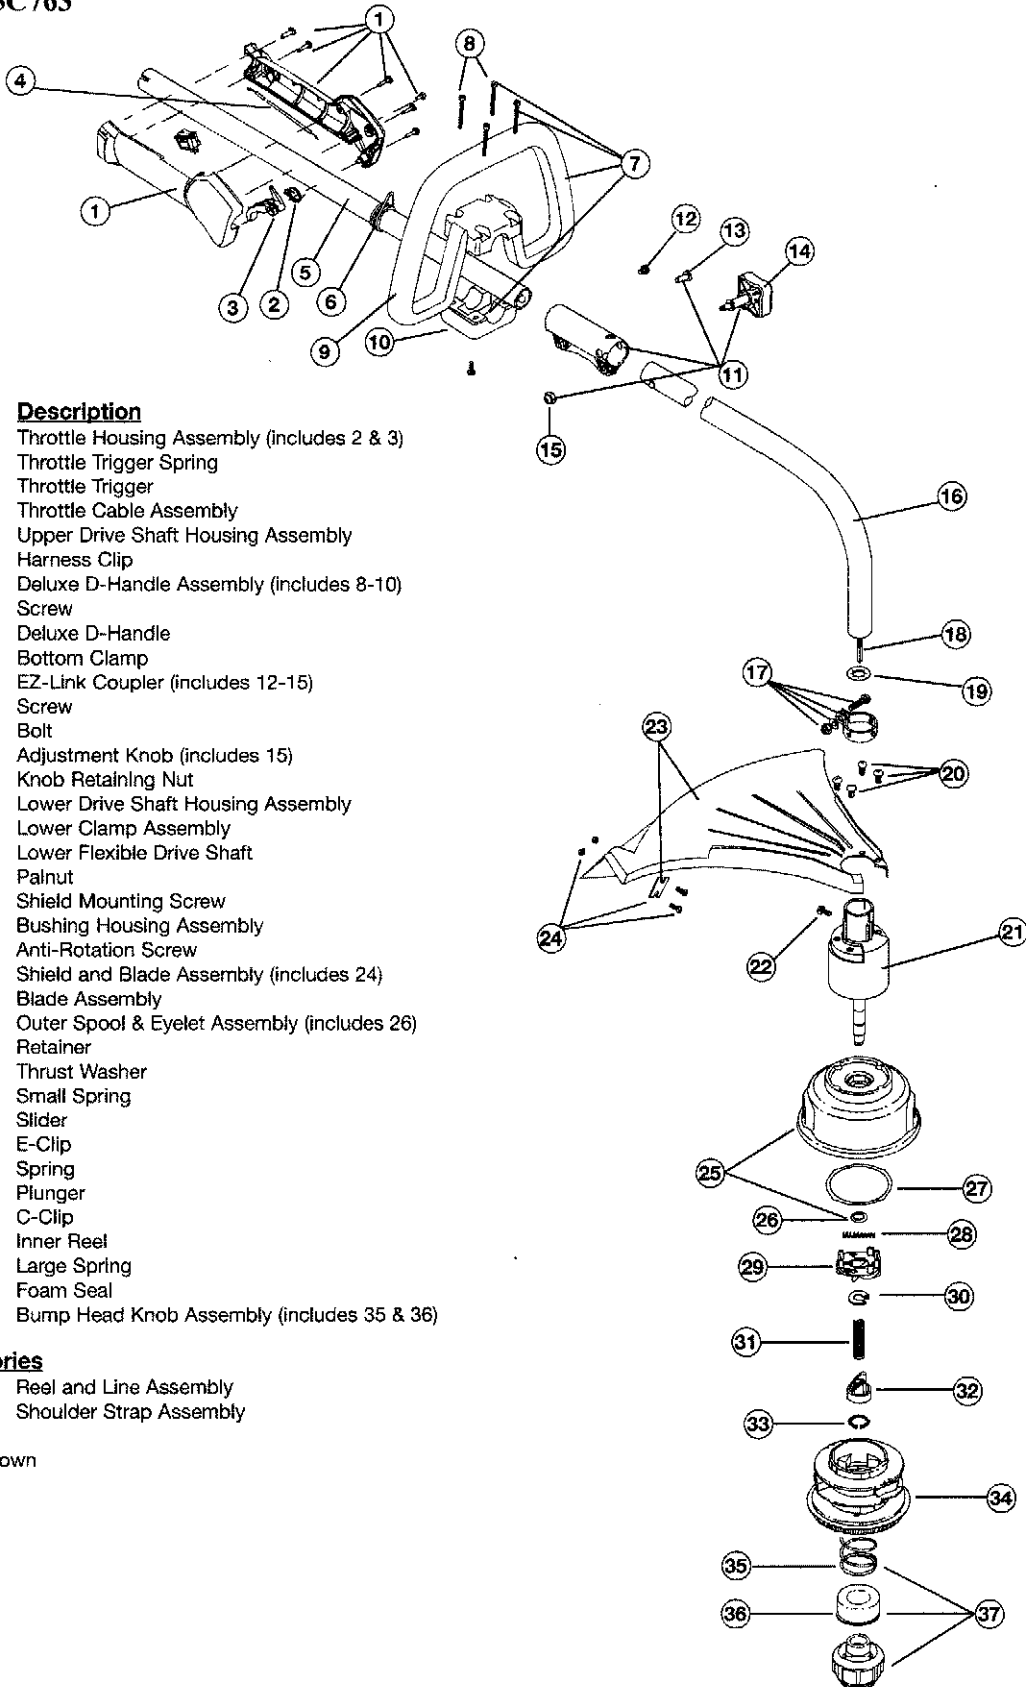 1
8
4
7
1
12
13
14
5
6
3
2
9
10
11
15
Description
Throttle Housing Assembly (includes 2 & 3)
Throttle Trigger Spring
Throttle Trigger
Throttle Cable Assembly
Upper Drive Shaft Housing Assembly
Harness Clip
Deluxe D-Handle Assembly (includes 8-10)
Screw
Deluxe D-Handle
Bottom Clamp
EZ-Link Coupler (includes 12-15)
Screw
Bolt
Adjustment Knob (includes 15)
Knob Retaining Nut
Lower Drive Shaft Housing Assembly
Lower Clamp Assembly
Lower Flexible Drive Shaft
Palnut
Shield Mounting Screw
Bushing Housing Assembly
Anti-Rotation Screw
Shield and Blade Assembly (includes 24)
Blade Assembly
Outer Spool & Eyelet Assembly (includes 26)
Retainer
Thrust Washer
Small Spring
Slider
E-Clip
Spring
Plunger
C-Clip
Inner Reel
Large Spring
Foam Seal
Bump Head Knob Assembly (includes 35 & 36)
ories
Reel and Line Assembly
Shoulder Strap Assembly
own
16
18
17
19
23
20
24
22
21
25
27
26
28
29
30
31
32
33
34
35
36
37